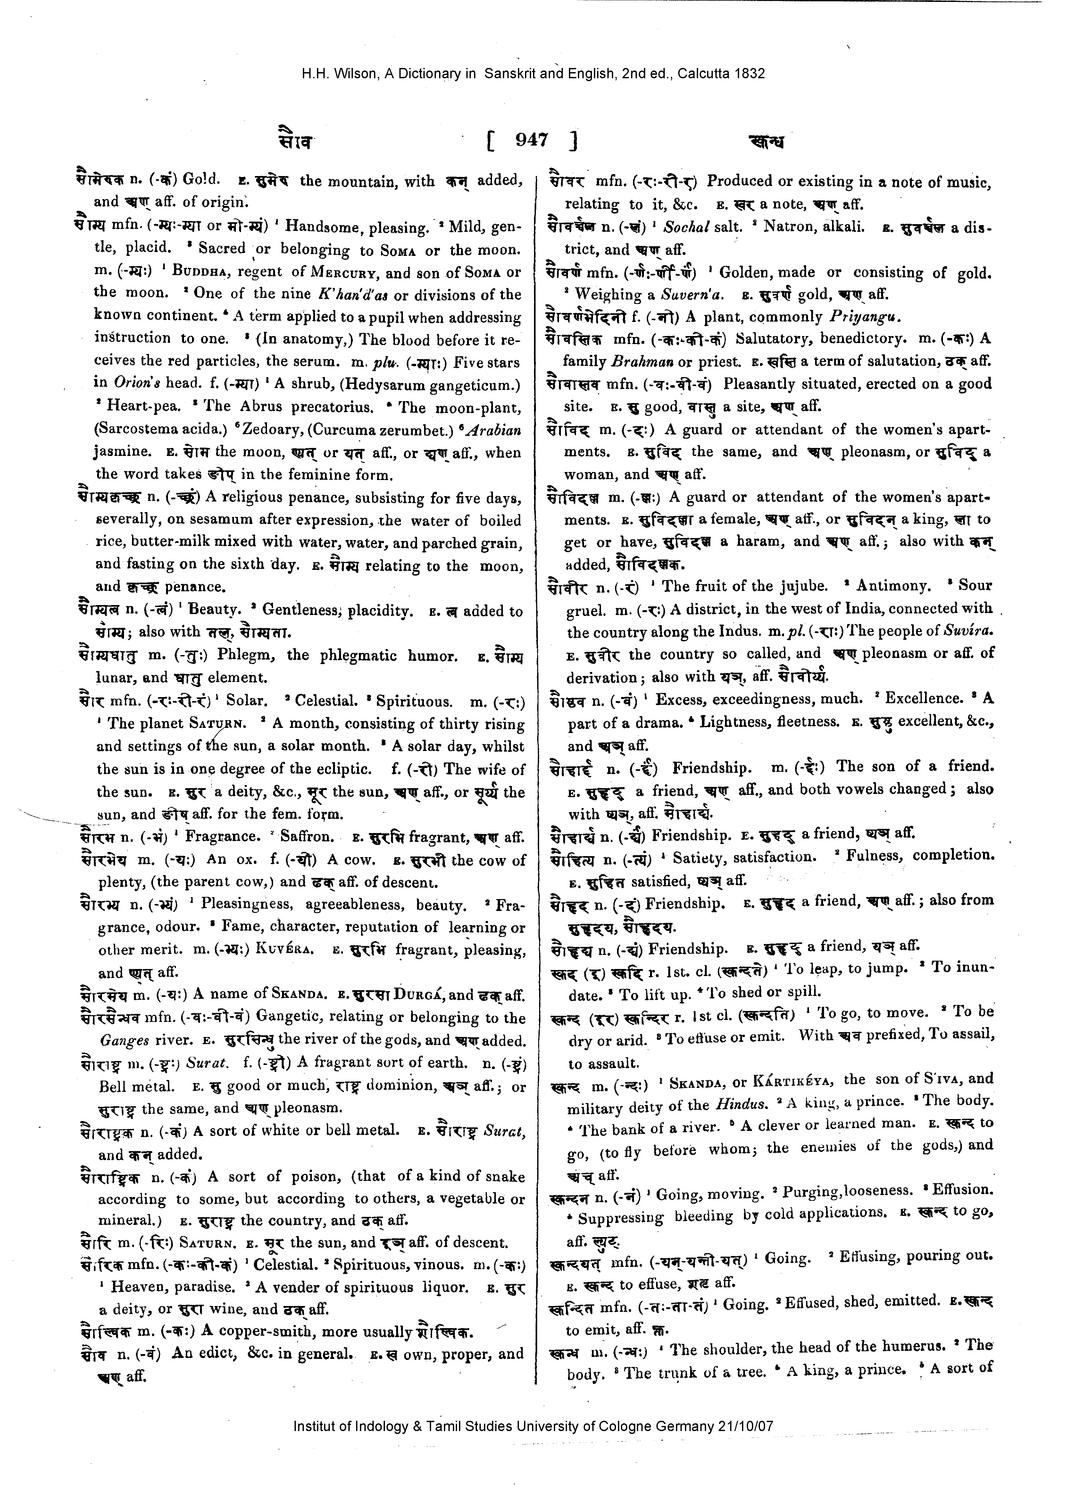 H.H. Wilson, A Dictionary in Sanskrit and English, 2nd ed., Calcutta 1832
सौव [ 947 ] स्कन्ध
सौमेरुक n. (-कं) Gold. E. सुमेरु the mountain, with कन् added,
and अण् aff. of origin.
सौम्य mfn. (-म्यः-म्या or मी-म्यं) ¹ Handsome, pleasing. ² Mild, gen-
tle, placid. ³ Sacred or belonging to SOMA or the moon.
m. (-म्यः) ¹ BUDDHA, regent of MERCURY, and son of SOMA or
the moon. ² One of the nine K'han'd'as or divisions of the
known continent. ⁴ A term applied to a pupil when addressing
instruction to one. ⁵ (In anatomy,) The blood before it re-
ceives the red particles, the serum. m. plu. (-म्याः) Five stars
in Orion's head. f. (-म्या) ¹ A shrub, (Hedysarum gangeticum.)
² Heart-pea. ³ The Abrus precatorius. ⁴ The moon-plant,
(Sarcostema acida.) ⁵ Zedoary, (Curcuma zerumbet.) ⁶ Arabian
jasmine. E. सोम the moon, ष्यत् or यत् aff., or ट्यण् aff., when
the word takes ङीप् in the feminine form.
सौम्यकृच्छ्र n. (-च्छ्रं) A religious penance, subsisting for five days,
severally, on sesamum after expression, the water of boiled
rice, butter-milk mixed with water, water, and parched grain,
and fasting on the sixth day. E. सौम्य relating to the moon,
and कृच्छ्र penance.
सौम्यत्व n. (-त्वं) ¹ Beauty. ² Gentleness, placidity. E. त्व added to
सौम्य; also with तल्, सौम्यता.
सौम्यधातु m. (-तुः) Phlegm, the phlegmatic humor. E. सौम्य
lunar, and धातु element.
सौर mfn. (-रः-री-रं) ¹ Solar. ² Celestial. ³ Spirituous. m. (-रः)
¹ The planet SATURN. ² A month, consisting of thirty rising
and settings of the sun, a solar month. ³ A solar day, whilst
the sun is in one degree of the ecliptic. f. (-री) The wife of
the sun. E. सुर a deity, &c., सूर the sun, अण् aff., or सूर्य्य the
sun, and ङीष् aff. for the fem. form.
सौरभ n. (-भं) ¹ Fragrance. ² Saffron. E. सुरभि fragrant, अण् aff.
सौरभेय m. (-यः) An ox. f. (-यी) A cow. E. सुरभी the cow of
plenty, (the parent cow,) and ढक् aff. of descent.
सौरभ्य n. (-भ्यं) ¹ Pleasingness, agreeableness, beauty. ² Fra-
grance, odour. ³ Fame, character, reputation of learning or
other merit. m. (-भ्यः) KUVÉRA. E. सुरभि fragrant, pleasing,
and ष्यत् aff.
सौरसेय m. (-यः) A name of SKANDA. E. सुरसा DURGÁ, and ढक् aff.
सौरसैन्धव mfn. (-वः-वी-वं) Gangetic, relating or belonging to the
Ganges river. E. सुरसिन्धु the river of the gods, and अण् added.
सौराष्ट्र m. (-ष्ट्रः) Surat. f. (-ष्ट्री) A fragrant sort of earth. n. (-ष्ट्रं)
Bell metal. E. सु good or much, राष्ट्र dominion, अञ् aff.; or
सुराष्ट्र the same, and अण् pleonasm.
सौराष्ट्रक n. (-कं) A sort of white or bell metal. E. सौराष्ट्र Surat,
and कन् added.
सौराष्ट्रिक n. (-कं) A sort of poison, (that of a kind of snake
according to some, but according to others, a vegetable or
mineral.) E. सुराष्ट्र the country, and ठक् aff.
सौरि m. (-रिः) SATURN. E. सूर the sun, and इञ् aff. of descent.
सौरिक mfn. (-कः-की-कं) ¹ Celestial. ² Spirituous, vinous. m. (-कः)
¹ Heaven, paradise. ² A vender of spirituous liquor. E. सुर
a deity, or सुरा wine, and ठक् aff.
सौल्विक m. (-कः) A copper-smith, more usually शौल्विक.
सौव n. (-वं) An edict, &c. in general. E. स्व own, proper, and
अण् aff.
सौवर mfn. (-रः-री-रं) Produced or existing in a note of music,
relating to it, &c. E. स्वर a note, अण् aff.
सौवर्चल n. (-लं) ¹ Sochal salt. ² Natron, alkali. E. सुवर्चल a dis-
trict, and अण् aff.
सौवर्ण mfn. (-र्णः-र्णी-र्णं) ¹ Golden, made or consisting of gold.
² Weighing a Suvern'a. E. सुवर्ण gold, अण् aff.
सौवर्णभेदिनी f. (-नी) A plant, commonly Priyangu.
सौवस्तिक mfn. (-कः-की-कं) Salutatory, benedictory. m. (-कः) A
family Brahman or priest. E. स्वस्ति a term of salutation, ठक् aff.
सौवास्तव mfn. (-वः-वी-वं) Pleasantly situated, erected on a good
site. E. सु good, वास्तु a site, अण् aff.
सौविद m. (-दः) A guard or attendant of the women's apart-
ments. E. सुविद the same, and अण् pleonasm, or सुविद् a
woman, and अण् aff.
सौविदल्ल m. (-ल्लः) A guard or attendant of the women's apart-
ments. E. सुविदल्ला a female, अण् aff., or सुविदन् a king, ला to
get or have, सुविदल्ल a haram, and अण् aff.; also with कन्
added, सौविदल्लक.
सौवीर n. (-रं) ¹ The fruit of the jujube. ² Antimony. ³ Sour
gruel. m. (-रः) A district, in the west of India, connected with
the country along the Indus. m. pl. (-राः) The people of Suvíra.
E. सुवीर the country so called, and अण् pleonasm or aff. of
derivation; also with यञ्, aff. सौवीर्य्य.
सौष्ठव n. (-वं) ¹ Excess, exceedingness, much. ² Excellence. ³ A
part of a drama. ⁴ Lightness, fleetness. E. सुष्ठु excellent, &c.,
and अञ् aff.
सौहार्द n. (-र्दं) Friendship. m. (-र्दः) The son of a friend.
E. सुहृद् a friend, अण् aff., and both vowels changed; also
with ष्यञ्, aff. सौहार्द्य.
सौहार्द्य n. (-र्द्यं) Friendship. E. सुहृद् a friend, ष्यञ् aff.
सौहित्य n. (-त्यं) ¹ Satiety, satisfaction. ² Fulness, completion.
E. सुहित satisfied, ष्यञ् aff.
सौहृद n. (-दं) Friendship. E. सुहृद a friend, अण् aff.; also from
सुहृदय, सौहृदय.
सौहृद्य n. (-द्यं) Friendship. E. सुहृद् a friend, यञ् aff.
स्कद (इ) स्कदि r. 1st. cl. (स्कन्दते) ¹ To leap, to jump. ² To inun-
date. ³ To lift up. ⁴ To shed or spill.
स्कन्द (इर) स्कन्दिर r. 1st cl. (स्कन्दति) ¹ To go, to move. ² To be
dry or arid. ³ To effuse or emit. With अव prefixed, To assail,
to assault.
स्कन्द m. (-न्दः) ¹ SKANDA, or KÁRTIKÉYA, the son of S'IVA, and
military deity of the Hindus. ² A king, a prince. ³ The body.
⁴ The bank of a river. ⁵ A clever or learned man. E. स्कन्द to
go, (to fly before whom; the enemies of the gods,) and
अच् aff.
स्कन्दन n. (-नं) ¹ Going, moving. ² Purging, looseness. ³ Effusion.
⁴ Suppressing bleeding by cold applications. E. स्कन्द to go,
aff. ल्युट्.
स्कन्दयत् mfn. (-यन्-यन्ती-यत्) ¹ Going. ² Effusing, pouring out.
E. स्कन्द to effuse, शतृ aff.
स्कन्दित mfn. (-तः-ता-तं) ¹ Going. ² Effused, shed, emitted. E. स्कन्द
to emit, aff. क्त.
स्कन्ध m. (-न्धः) ¹ The shoulder, the head of the humerus. ² The
body. ³ The trunk of a tree. ⁴ A king, a prince. ⁵ A sort of
Institut of Indology & Tamil Studies University of Cologne Germany 21/10/07